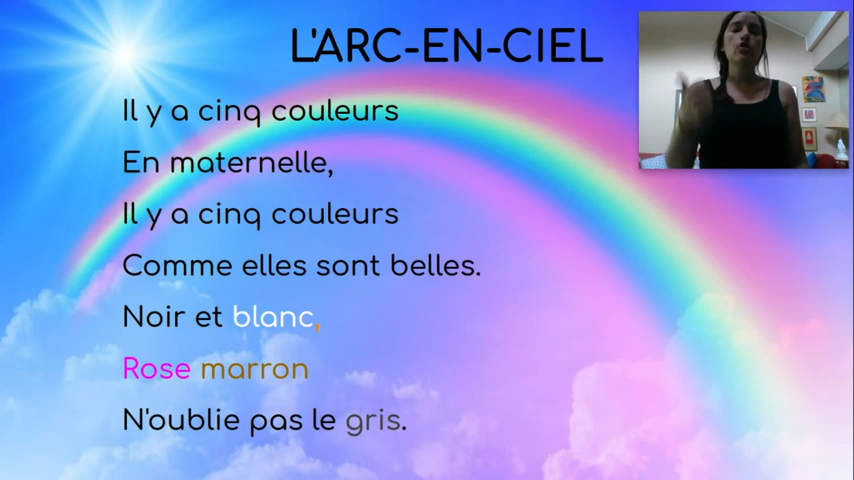 L'ARC-EN-CIEL
Il y a cinq couleurs
En maternelle,
Il y a cinq couleurs
Comme elles sont belles.
Noir et blanc,
Rose marron
N'oublie pas le gris.